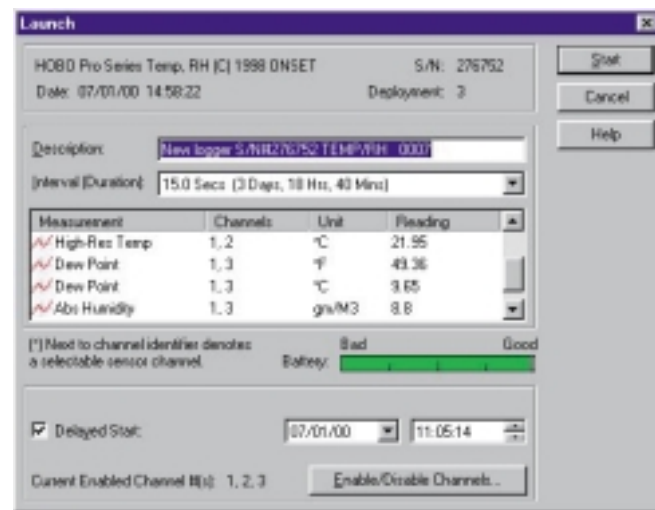 Launch
HOBO Pro Series Temp, RH (C) 1998 ONSET S/N: 276752
Date: 07/01/00 14:58:22 Deployment: 3
Start
Cancel
Help
Description: New logger S/N#276752 TEMP/RH 0007
Interval (Duration): 15.0 Secs (3 Days, 18 Hrs, 40 Mins)
Measurement Channels Unit Reading
High-Res Temp 1, 2 °C 21.95
Dew Point 1, 3 °F 49.36
Dew Point 1, 3 °C 9.65
Abs Humidity 1, 3 gm/M3 8.8
(*) Next to channel identifier denotes
a selectable sensor channel.
Bad Good
Battery:
Delayed Start: 07/01/00 11:05:14
Current Enabled Channel #(s): 1, 2, 3 Enable/Disable Channels...